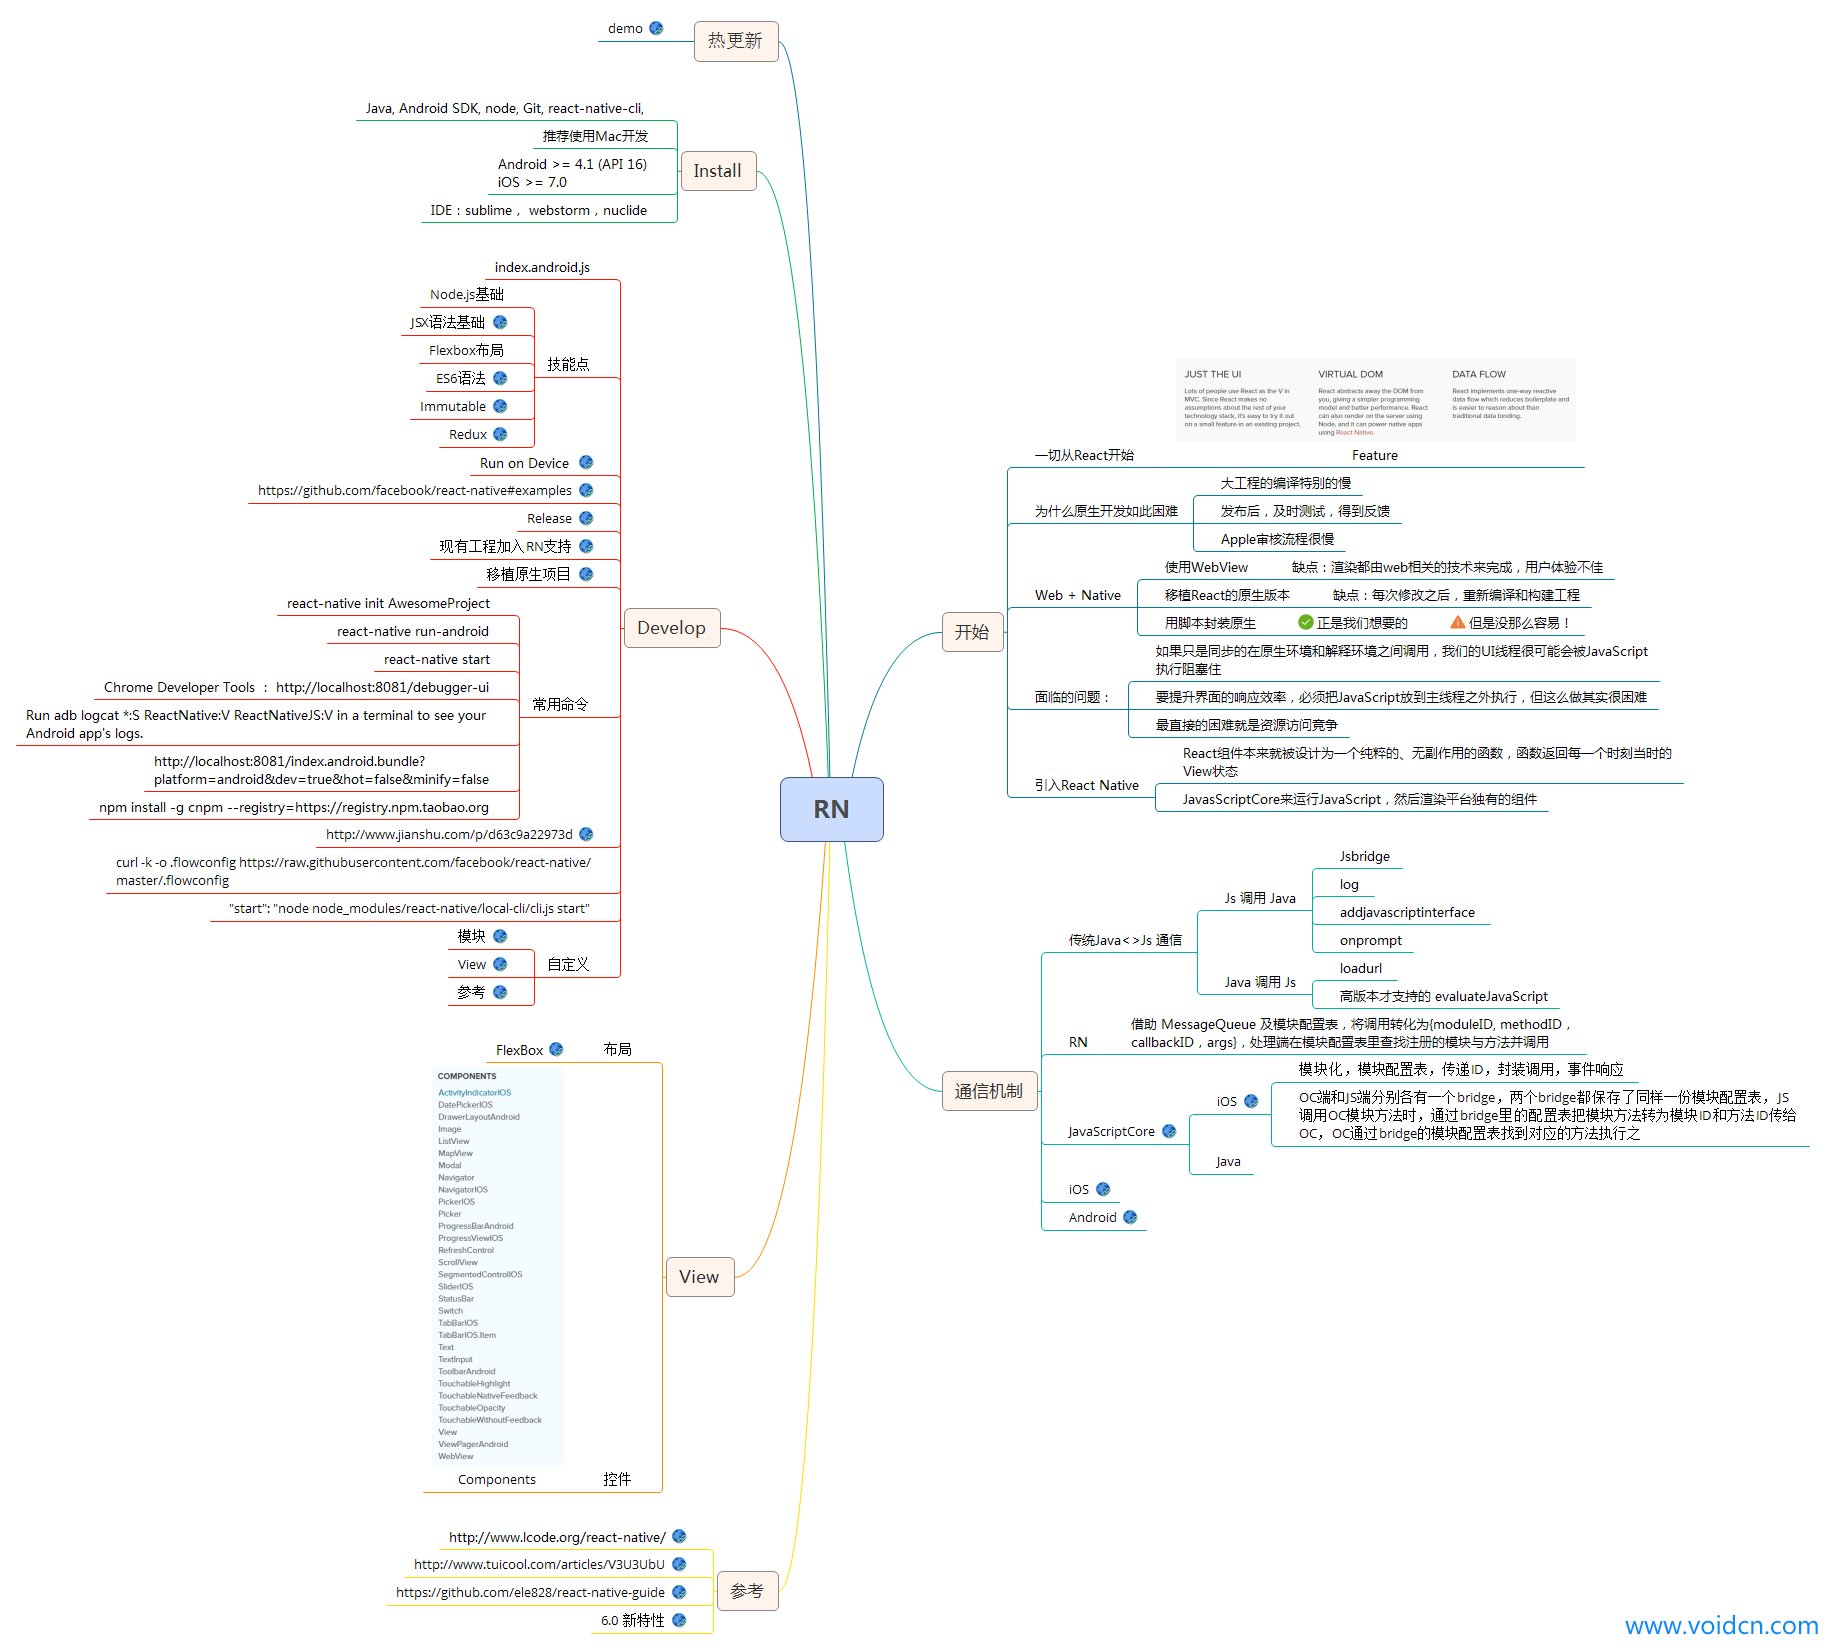 demo
热更新
Java, Android SDK, node, Git, react-native-cli,
推荐使用Mac开发
Android >= 4.1 (API 16)
iOS >= 7.0
IDE：sublime， webstorm，nuclide
Install
index.android.js
Node.js基础
JSX语法基础
Flexbox布局
ES6语法
Immutable
Redux
技能点
Run on Device
https://github.com/facebook/react-native#examples
Release
现有工程加入RN支持
移植原生项目
react-native init AwesomeProject
react-native run-android
react-native start
Chrome Developer Tools ： http://localhost:8081/debugger-ui
Run adb logcat *:S ReactNative:V ReactNativeJS:V in a terminal to see your
Android app's logs.
http://localhost:8081/index.android.bundle?
platform=android&dev=true&hot=false&minify=false
npm install -g cnpm --registry=https://registry.npm.taobao.org
常用命令
http://www.jianshu.com/p/d63c9a22973d
curl -k -o .flowconfig https://raw.githubusercontent.com/facebook/react-native/
master/.flowconfig
"start": "node node_modules/react-native/local-cli/cli.js start"
模块
View
参考
自定义
Develop
FlexBox
布局
COMPONENTS
ActivityIndicatorIOS
DatePickerIOS
DrawerLayoutAndroid
Image
ListView
MapView
Modal
Navigator
NavigatorIOS
PickerIOS
Picker
ProgressBarAndroid
ProgressViewIOS
RefreshControl
ScrollView
SegmentedControlIOS
SliderIOS
StatusBar
Switch
TabBarIOS
TabBarIOS.Item
Text
TextInput
ToolbarAndroid
TouchableHighlight
TouchableNativeFeedback
TouchableOpacity
TouchableWithoutFeedback
View
ViewPagerAndroid
WebView
Components
控件
View
http://www.lcode.org/react-native/
http://www.tuicool.com/articles/V3U3UbU
https://github.com/ele828/react-native-guide
6.0 新特性
参考
RN
JUST THE UI
Lots of people use React as the V in
MVC. Since React makes no
assumptions about the rest of your
technology stack, it's easy to try it out
on a small feature in an existing project.
VIRTUAL DOM
React abstracts away the DOM from
you, giving a simpler programming
model and better performance. React
can also render on the server using
Node, and it can power native apps
using React Native.
DATA FLOW
React implements one-way reactive
data flow which reduces boilerplate and
is easier to reason about than
traditional data binding.
一切从React开始
Feature
大工程的编译特别的慢
为什么原生开发如此困难
发布后，及时测试，得到反馈
Apple审核流程很慢
使用WebView
缺点：渲染都由web相关的技术来完成，用户体验不佳
Web + Native
移植React的原生版本
缺点：每次修改之后，重新编译和构建工程
用脚本封装原生
正是我们想要的
但是没那么容易！
开始
如果只是同步的在原生环境和解释环境之间调用，我们的UI线程很可能会被JavaScript
执行阻塞住
面临的问题：
要提升界面的响应效率，必须把JavaScript放到主线程之外执行，但这么做其实很困难
最直接的困难就是资源访问竞争
React组件本来就被设计为一个纯粹的、无副作用的函数，函数返回每一个时刻当时的
View状态
引入React Native
JavasScriptCore来运行JavaScript，然后渲染平台独有的组件
Jsbridge
log
Js 调用 Java
addjavascriptinterface
onprompt
传统Java<>Js 通信
loadurl
Java 调用 Js
高版本才支持的 evaluateJavaScript
RN
借助 MessageQueue 及模块配置表，将调用转化为{moduleID, methodID，
callbackID，args}，处理端在模块配置表里查找注册的模块与方法并调用
通信机制
模块化，模块配置表，传递ID，封装调用，事件响应
iOS
OC端和JS端分别各有一个bridge，两个bridge都保存了同样一份模块配置表，JS
调用OC模块方法时，通过bridge里的配置表把模块方法转为模块ID和方法ID传给
OC，OC通过bridge的模块配置表找到对应的方法执行之
JavaScriptCore
Java
iOS
Android
www.voidcn.com